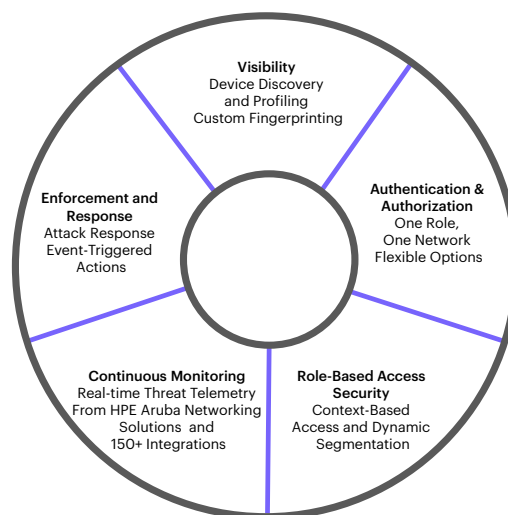 Visibility
Device Discovery
and Profiling
Custom Fingerprinting
Authentication &
Authorization
One Role,
One Network
Flexible Options
Role-Based Access
Security
Context-Based
Access and Dynamic
Segmentation
Continuous Monitoring
Real-time Threat Telemetry
From HPE Aruba Networking
Solutions and
150+ Integrations
Enforcement and
Response
Attack Response
Event-Triggered
Actions